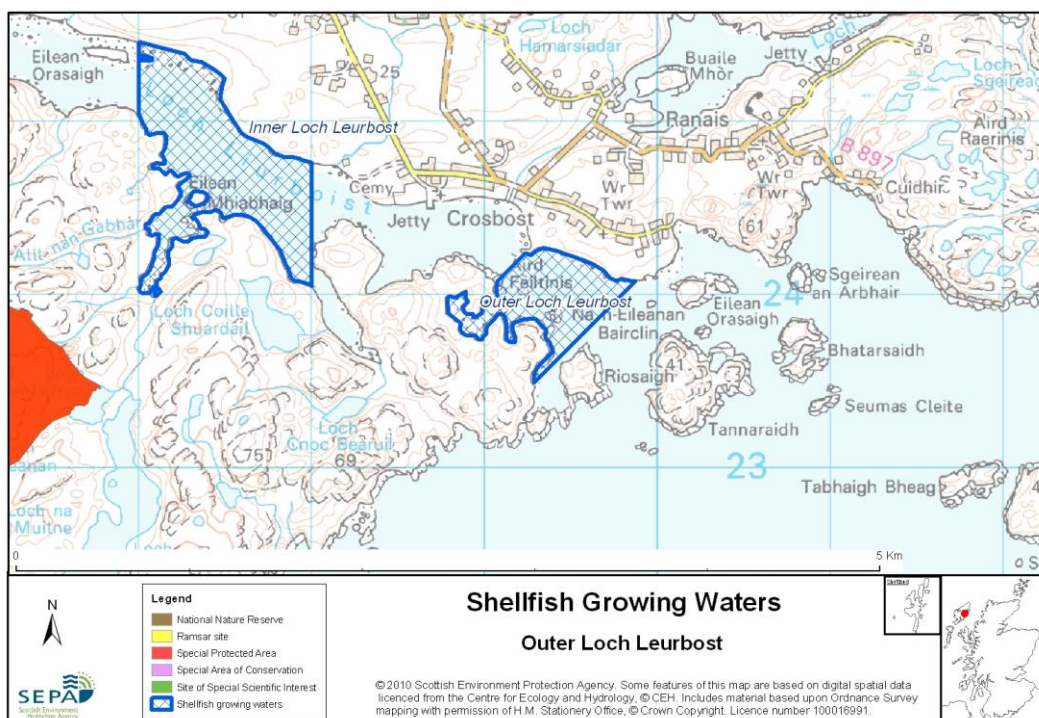 Eilean
Orasaigh
25
Loch
Hamarsiadar
Buaile
Mhòr
Jetty
Loch
Loch
Sgeireach
Inner Loch Leurbost
Ranais
Aird
Raerinis
B 897
Eilean
Mhiabhaig
Cemy
Jetty
Crosbost
Wr
Twr
Wr
Twr
Cuidhir
61
Allt nan Gabhar
Aird
Feiltinis
Sgeirean
an Arbhair
24
Outer Loch Leurbost
Na h-Eileanan
Bairclin
Eilean
Orasaigh
Loch Coille
Shuardail
Bhatarsaidh
Riosaigh
41
Seumas Cleite
Tannaraidh
Loch
Cnoc Bearuil
75
69
23
Tabhaigh Bheag
Loch na
Muilne
Loch
0
5 Km
N
SEPA
Scottish Environment
Protection Agency
Legend
National Nature Reserve
Ramsar site
Special Protected Area
Special Area of Conservation
Site of Special Scientific Interest
Shellfish growing waters
Shellfish Growing Waters
Outer Loch Leurbost
© 2010 Scottish Environment Protection Agency. Some features of this map are based on digital spatial data
licenced from the Centre for Ecology and Hydrology, © CEH. Includes material based upon Ordnance Survey
mapping with permission of H.M. Stationery Office, © Crown Copyright. Licence number 100016991.